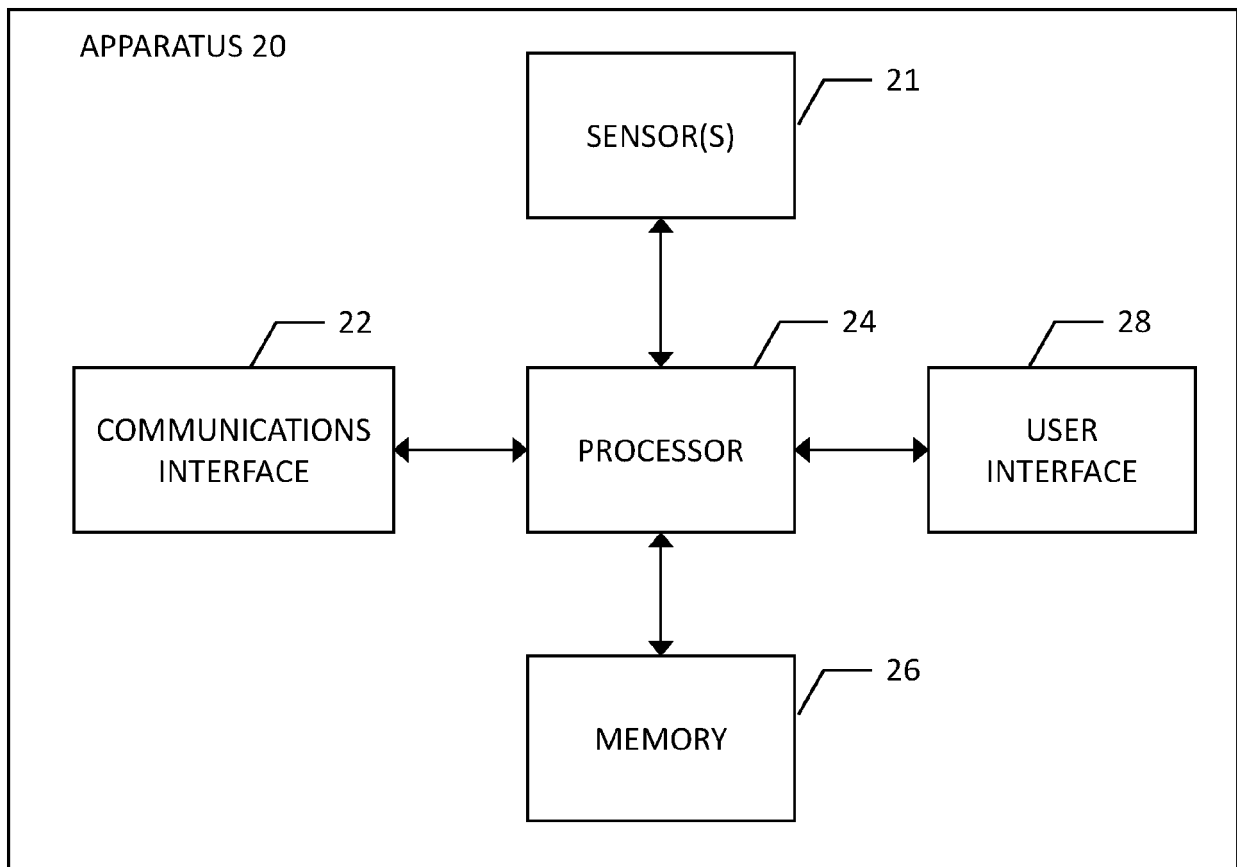 APPARATUS 20
21
SENSOR(S)
22
24
28
COMMUNICATIONS
INTERFACE
PROCESSOR
USER
INTERFACE
26
MEMORY